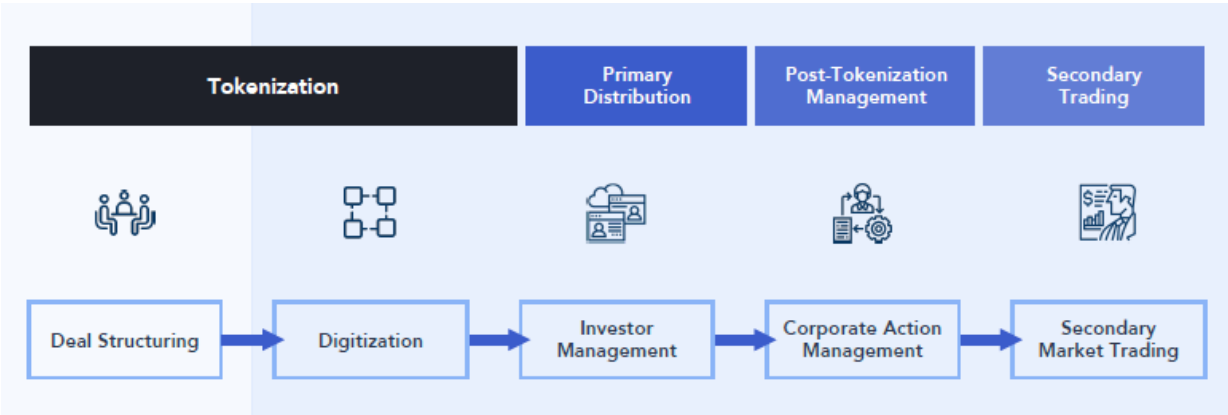 Tokenization
Primary
Distribution
Post-Tokenization
Management
Secondary
Trading
$
Deal Structuring
Digitization
Investor
Management
Corporate Action
Management
Secondary
Market Trading